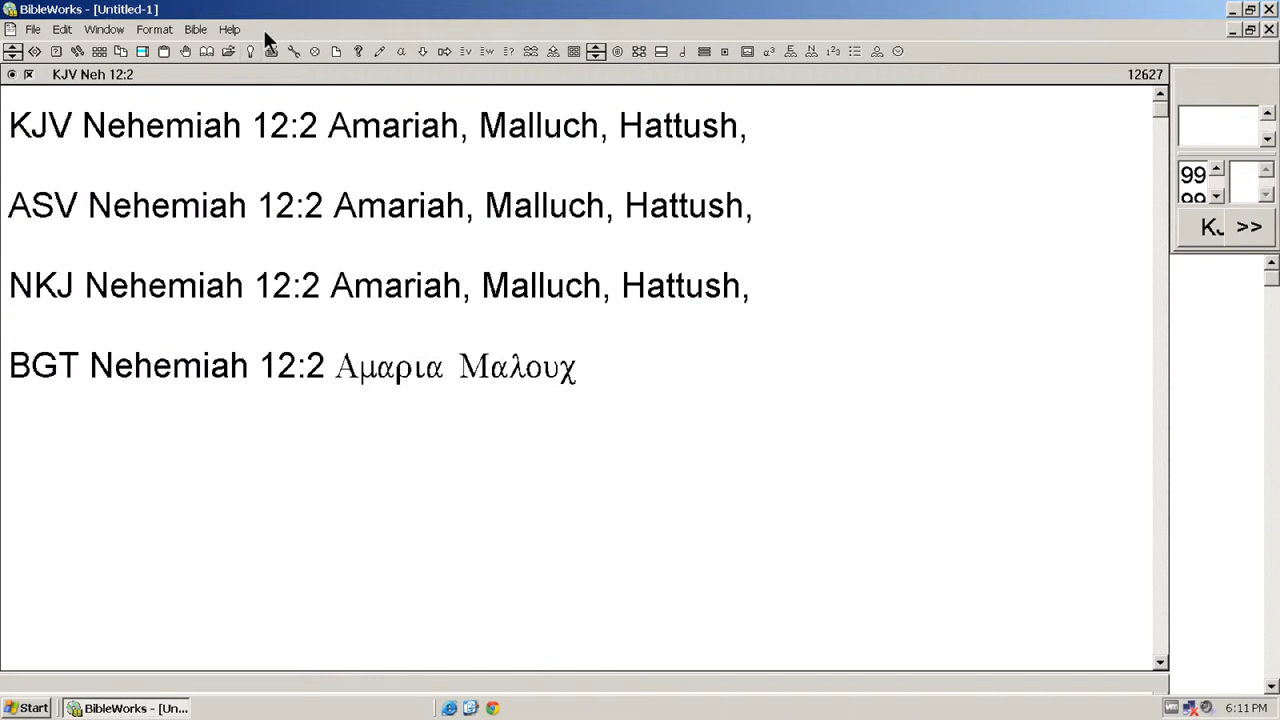 BibleWorks - [Untitled-1]
File Edit Window Format Bible Help
KJV Neh 12:2 12627
KJV Nehemiah 12:2 Amariah, Malluch, Hattush,
ASV Nehemiah 12:2 Amariah, Malluch, Hattush,
NKJ Nehemiah 12:2 Amariah, Malluch, Hattush,
BGT Nehemiah 12:2 Αμαρια Μαλουχ
99
>>
Start BibleWorks - [Un... 6:11 PM